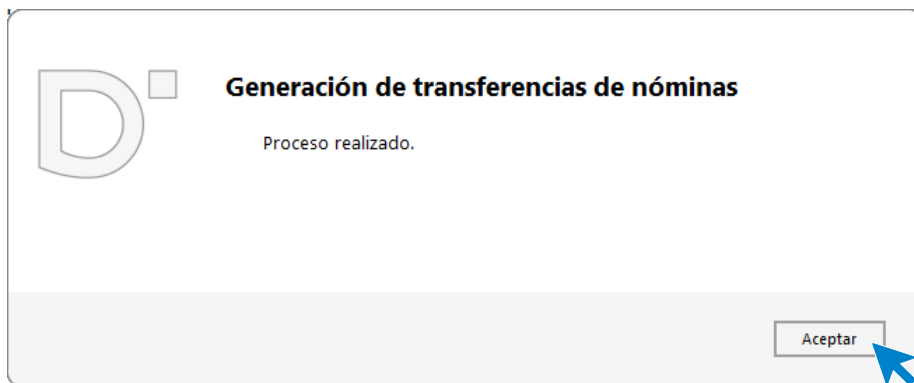 Generación de transferencias de nóminas
Proceso realizado.
Aceptar